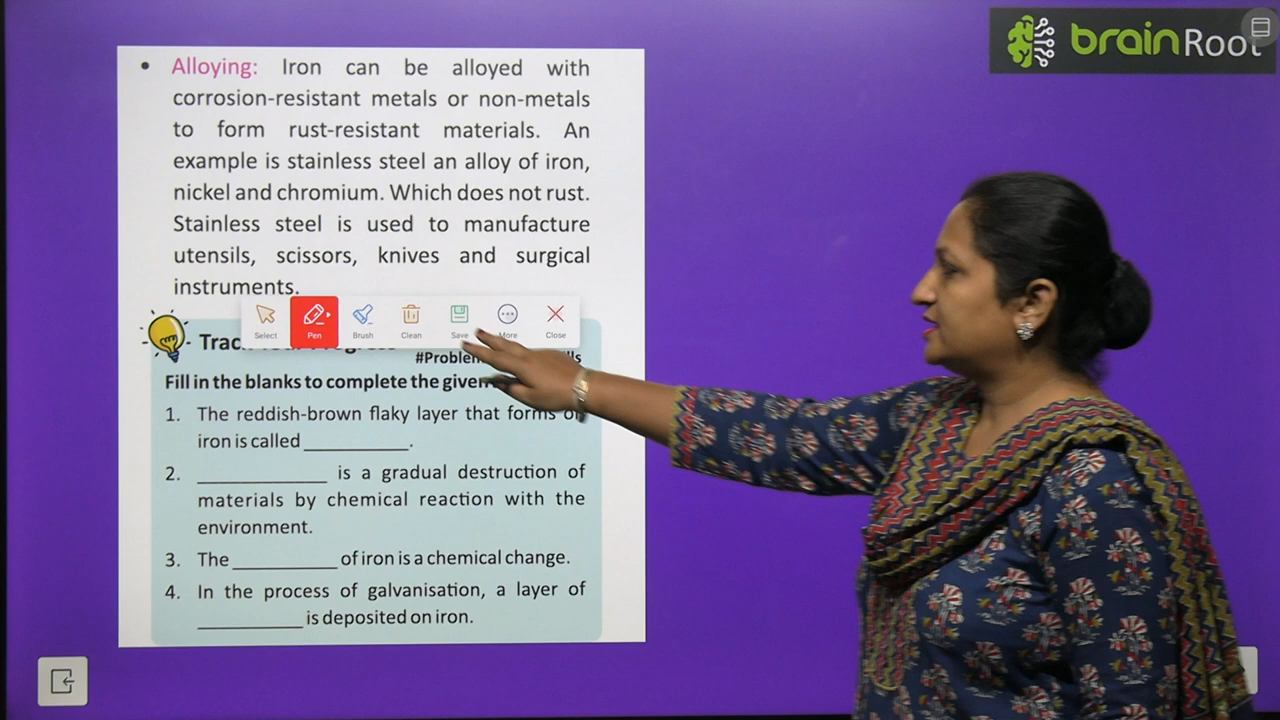 brainRoot
• Alloying: Iron can be alloyed with
corrosion-resistant metals or non-metals
to form rust-resistant materials. An
example is stainless steel an alloy of iron,
nickel and chromium. Which does not rust.
Stainless steel is used to manufacture
utensils, scissors, knives and surgical
instruments.
Select Pen Brush Clean Save More Close
Fill in the blanks to complete the given
1. The reddish-brown flaky layer that forms on
iron is called __________.
2. ____________ is a gradual destruction of
materials by chemical reaction with the
environment.
3. The __________ of iron is a chemical change.
4. In the process of galvanisation, a layer of
__________ is deposited on iron.